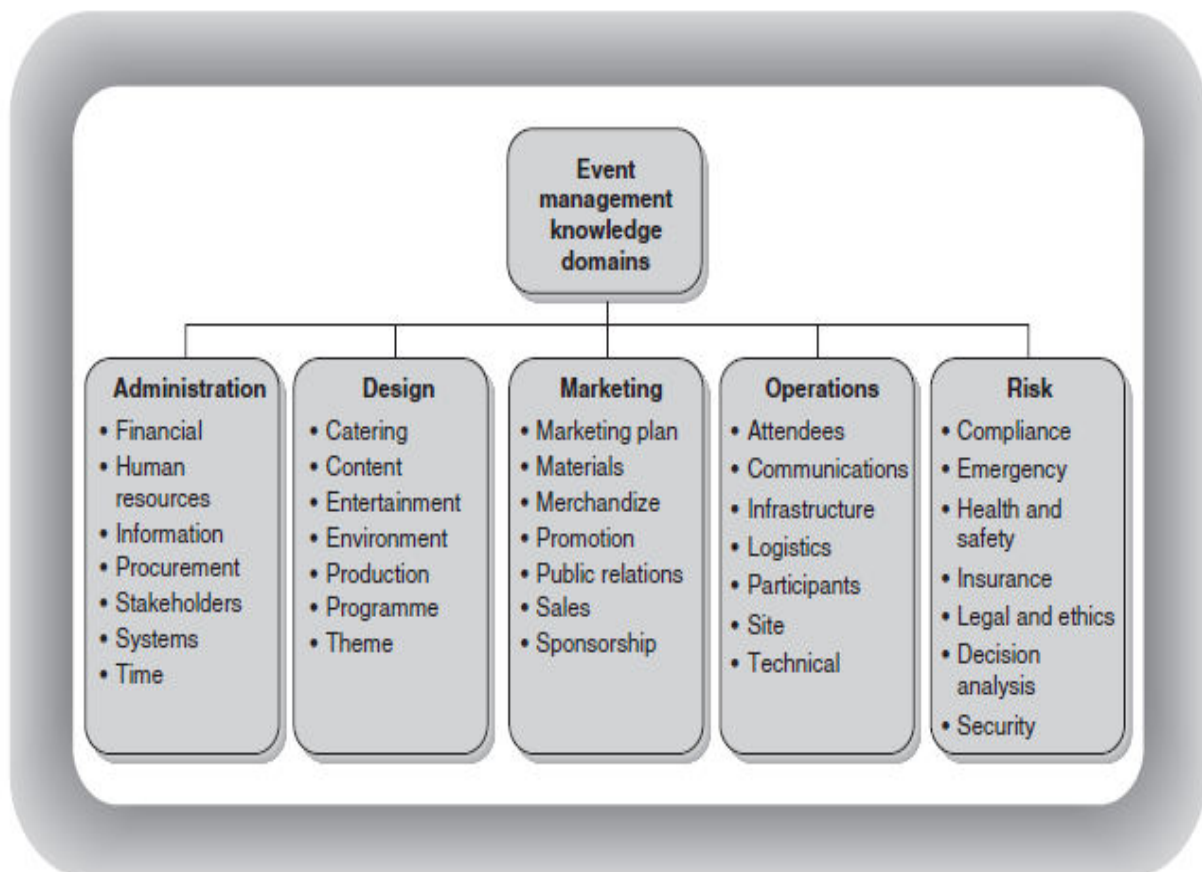 Event
management
knowledge
domains
Administration
• Financial
• Human
resources
• Information
• Procurement
• Stakeholders
• Systems
• Time
Design
• Catering
• Content
• Entertainment
• Environment
• Production
• Programme
• Theme
Marketing
• Marketing plan
• Materials
• Merchandize
• Promotion
• Public relations
• Sales
• Sponsorship
Operations
• Attendees
• Communications
• Infrastructure
• Logistics
• Participants
• Site
• Technical
Risk
• Compliance
• Emergency
• Health and
safety
• Insurance
• Legal and ethics
• Decision
analysis
• Security